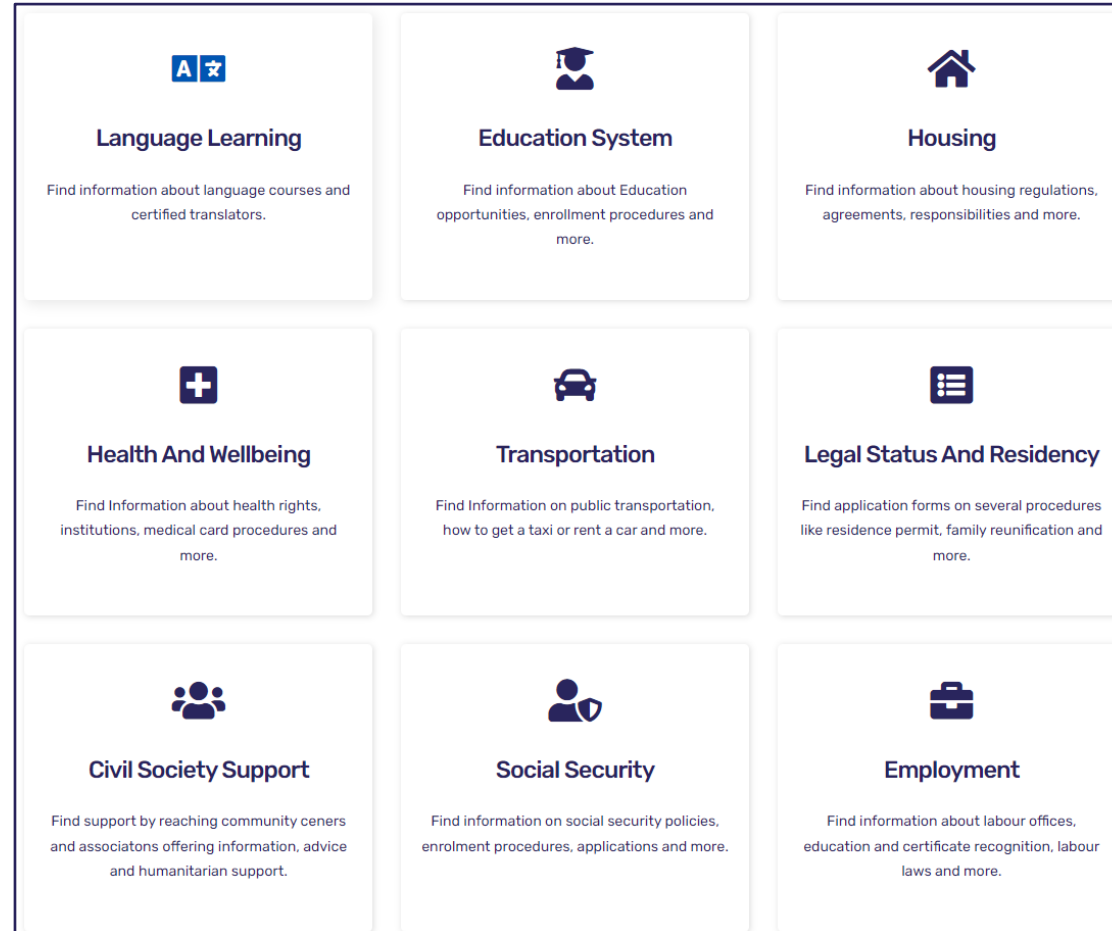 A 文
Language Learning
Find information about language courses and
certified translators.
Education System
Find information about Education
opportunities, enrollment procedures and
more.
Housing
Find information about housing regulations,
agreements, responsibilities and more.
Health And Wellbeing
Find Information about health rights,
institutions, medical card procedures and
more.
Transportation
Find Information on public transportation,
how to get a taxi or rent a car and more.
Legal Status And Residency
Find application forms on several procedures
like residence permit, family reunification and
more.
Civil Society Support
Find support by reaching community ceners
and associatons offering information, advice
and humanitarian support.
Social Security
Find information on social security policies,
enrolment procedures, applications and more.
Employment
Find information about labour offices,
education and certificate recognition, labour
laws and more.